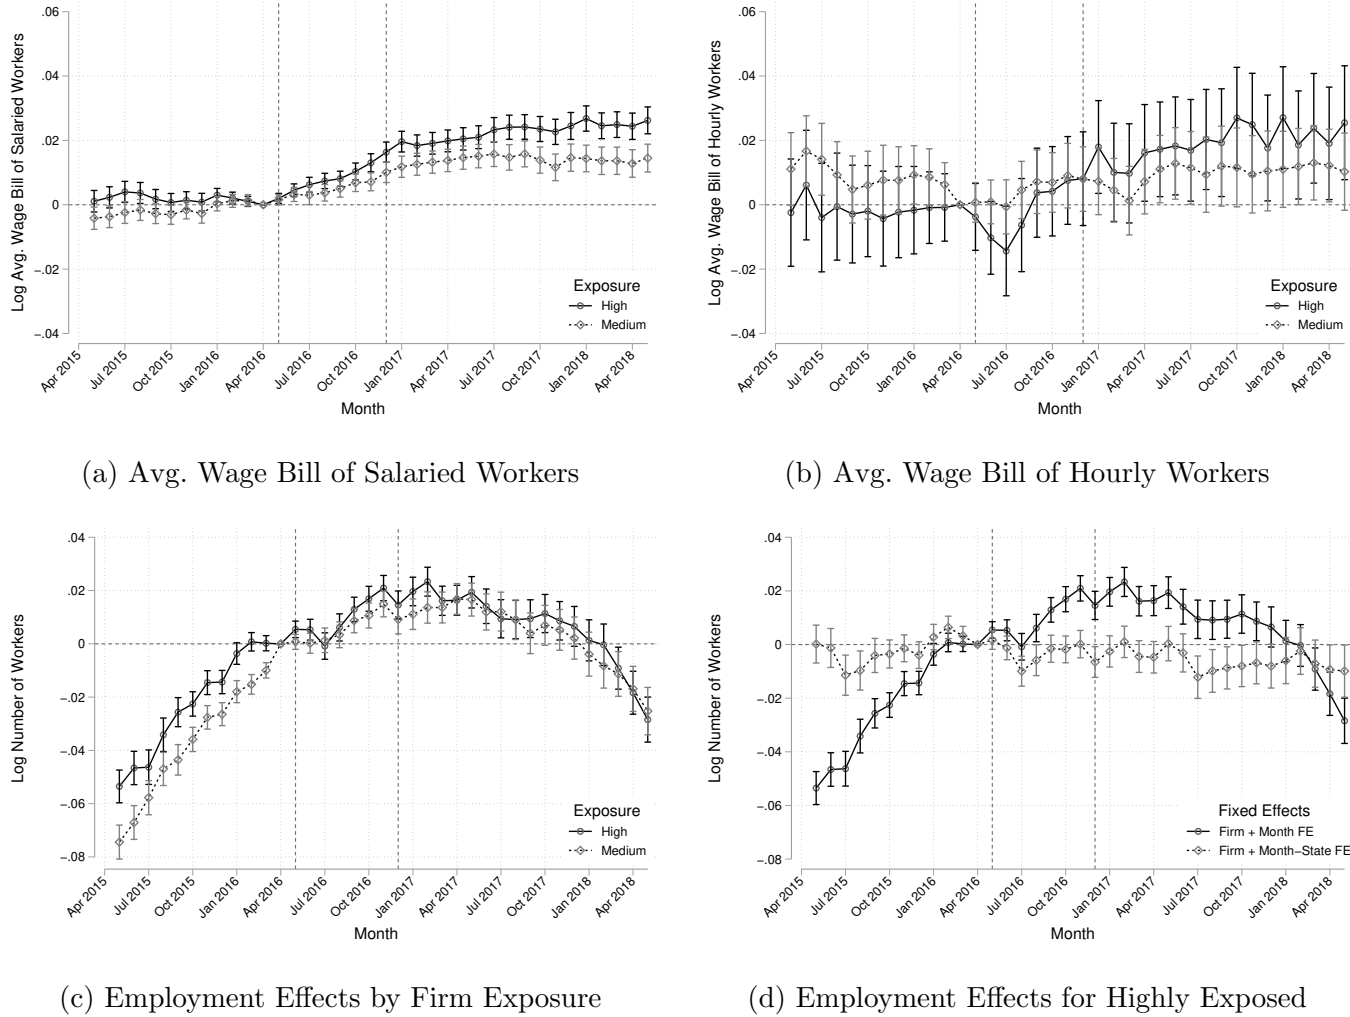 Log Avg. Wage Bill of Salaried Workers
.06
.04
.02
0
−.02
−.04
Exposure
High
Medium
Apr 2015
Jul 2015
Oct 2015
Jan 2016
Apr 2016
Jul 2016
Oct 2016
Jan 2017
Apr 2017
Jul 2017
Oct 2017
Jan 2018
Apr 2018
Month
(a) Avg. Wage Bill of Salaried Workers
Log Avg. Wage Bill of Hourly Workers
.06
.04
.02
0
−.02
−.04
Exposure
High
Medium
Apr 2015
Jul 2015
Oct 2015
Jan 2016
Apr 2016
Jul 2016
Oct 2016
Jan 2017
Apr 2017
Jul 2017
Oct 2017
Jan 2018
Apr 2018
Month
(b) Avg. Wage Bill of Hourly Workers
Log Number of Workers
.04
.02
0
−.02
−.04
−.06
−.08
Exposure
High
Medium
Apr 2015
Jul 2015
Oct 2015
Jan 2016
Apr 2016
Jul 2016
Oct 2016
Jan 2017
Apr 2017
Jul 2017
Oct 2017
Jan 2018
Apr 2018
Month
(c) Employment Effects by Firm Exposure
Log Number of Workers
.04
.02
0
−.02
−.04
−.06
−.08
Fixed Effects
Firm + Month FE
Firm + Month−State FE
Apr 2015
Jul 2015
Oct 2015
Jan 2016
Apr 2016
Jul 2016
Oct 2016
Jan 2017
Apr 2017
Jul 2017
Oct 2017
Jan 2018
Apr 2018
Month
(d) Employment Effects for Highly Exposed